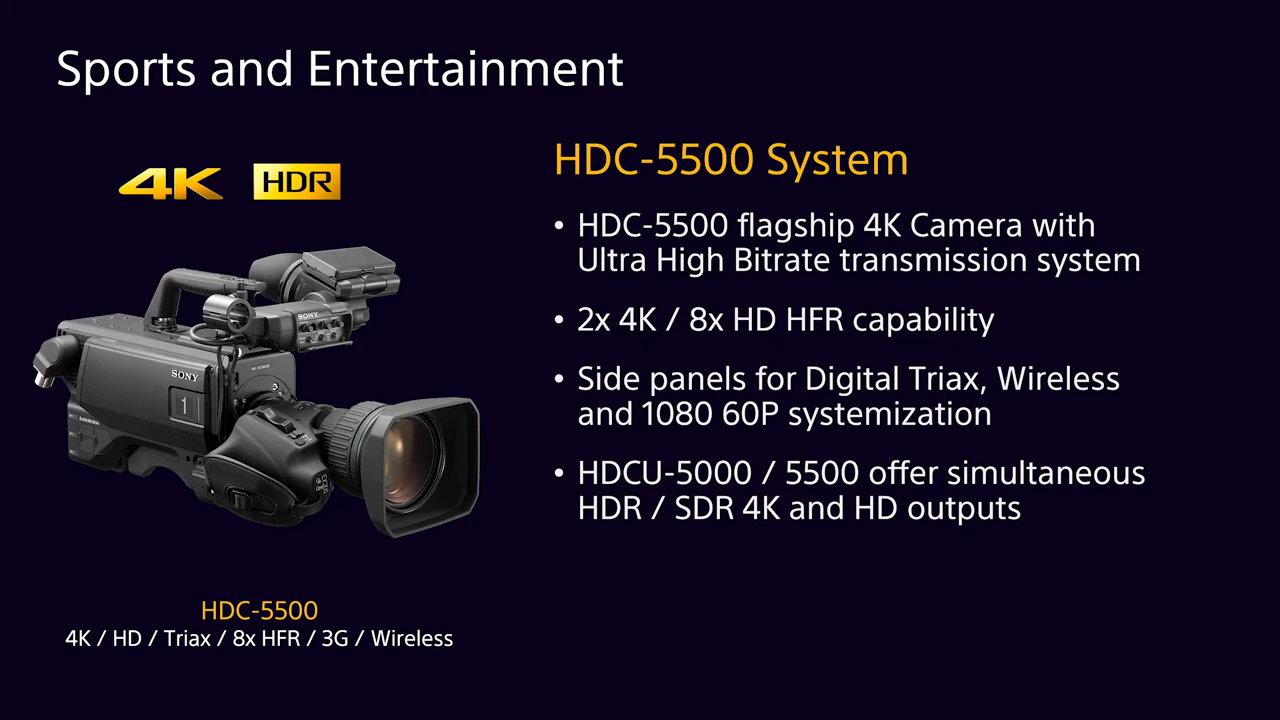 Sports and Entertainment
4K HDR
HDC-5500 System
• HDC-5500 flagship 4K Camera with
Ultra High Bitrate transmission system
• 2x 4K / 8x HD HFR capability
• Side panels for Digital Triax, Wireless
and 1080 60P systemization
• HDCU-5000 / 5500 offer simultaneous
HDR / SDR 4K and HD outputs
SONY
SONY
1
HDC-5500
4K / HD / Triax / 8x HFR / 3G / Wireless